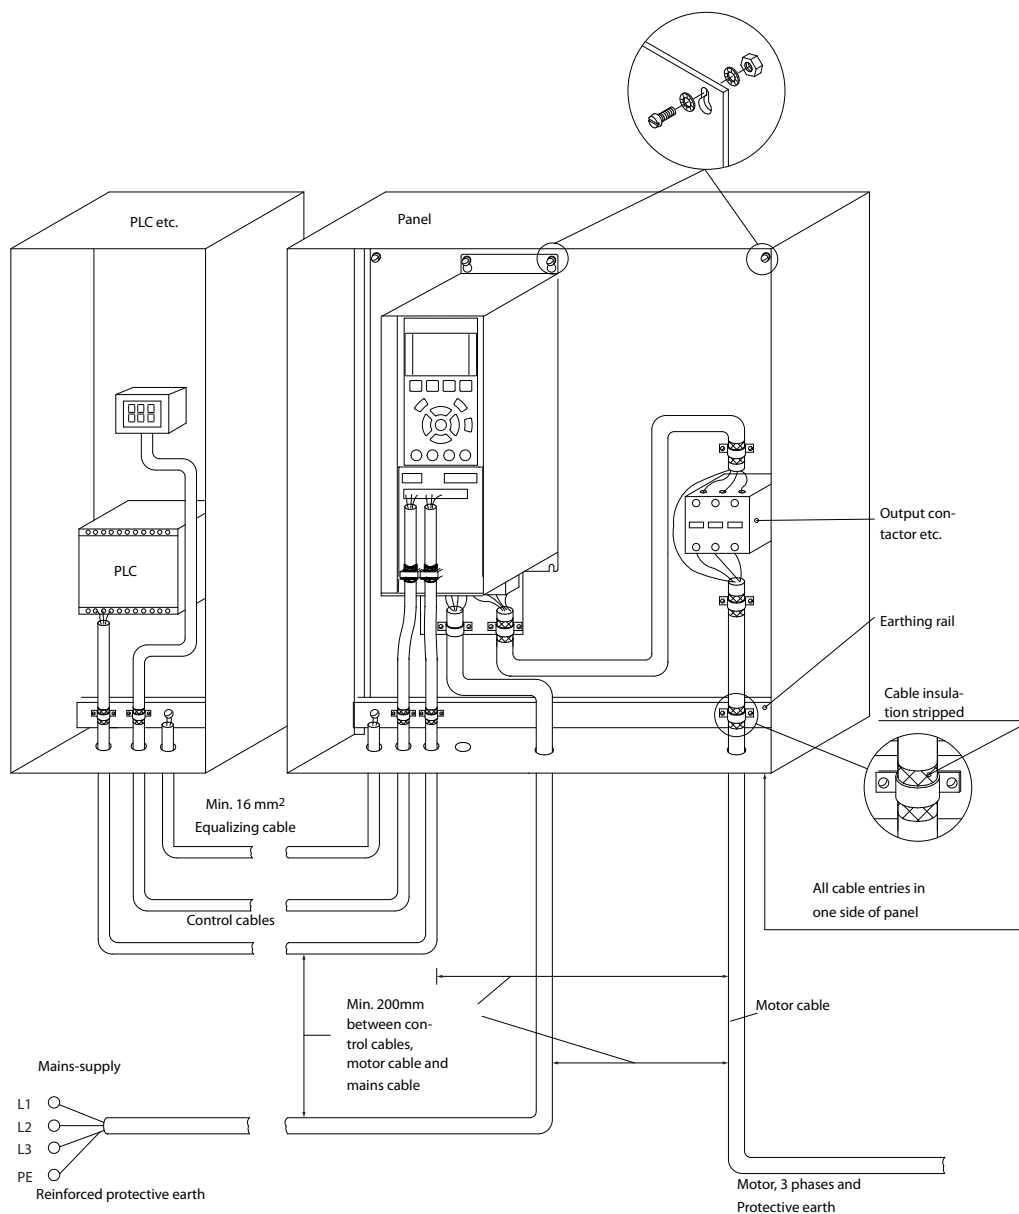 PLC etc.
Panel
PLC
Output con-
tactor etc.
Earthing rail
Cable insula-
tion stripped
Min. 16 mm2
Equalizing cable
All cable entries in
one side of panel
Control cables
Min. 200mm
between con-
trol cables,
motor cable and
mains cable
Motor cable
Mains-supply
L1
L2
L3
PE
Reinforced protective earth
Motor, 3 phases and
Protective earth